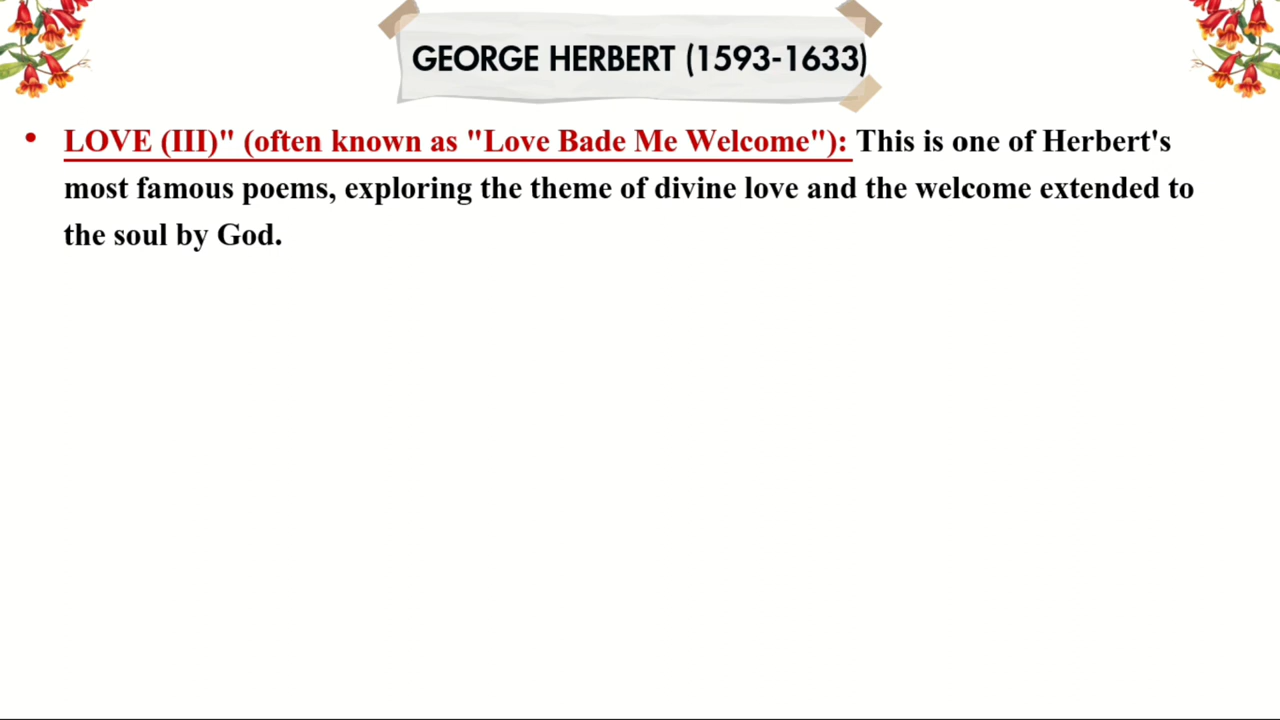 GEORGE HERBERT (1593-1633)
• LOVE (III)" (often known as "Love Bade Me Welcome"): This is one of Herbert's
most famous poems, exploring the theme of divine love and the welcome extended to
the soul by God.